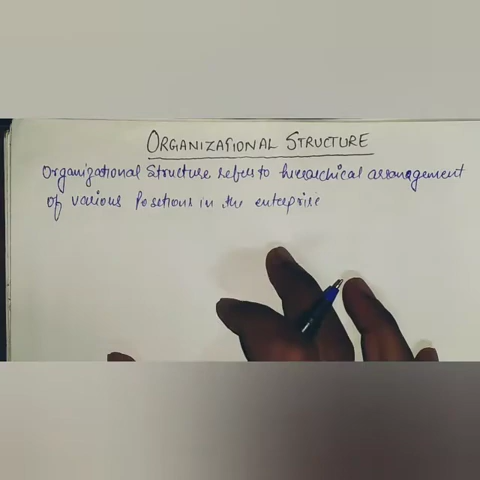 ORGANIZATIONAL STRUCTURE
Organizational Structure refers to hierarchical arrangement
of various Positions in the enterprise